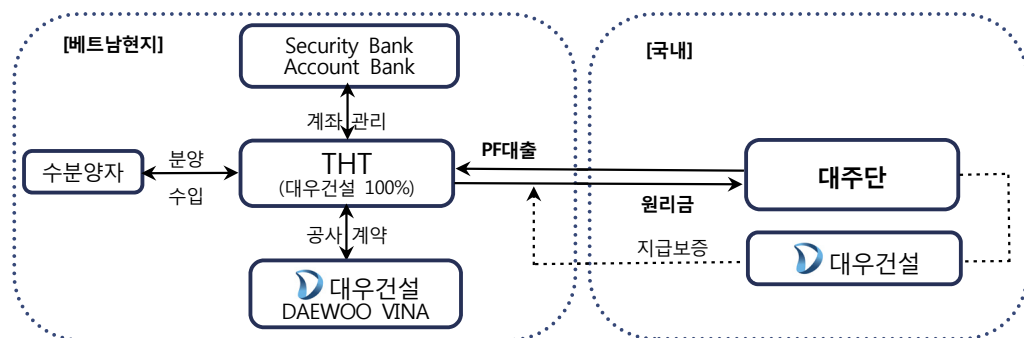 [베트남현지]
Security Bank
Account Bank
계좌 관리
수분양자
분양
수입
THT
(대우건설 100%)
공사 계약
대우건설
DAEWOO VINA
[국내]
PF대출
원리금
대주단
지급보증
대우건설